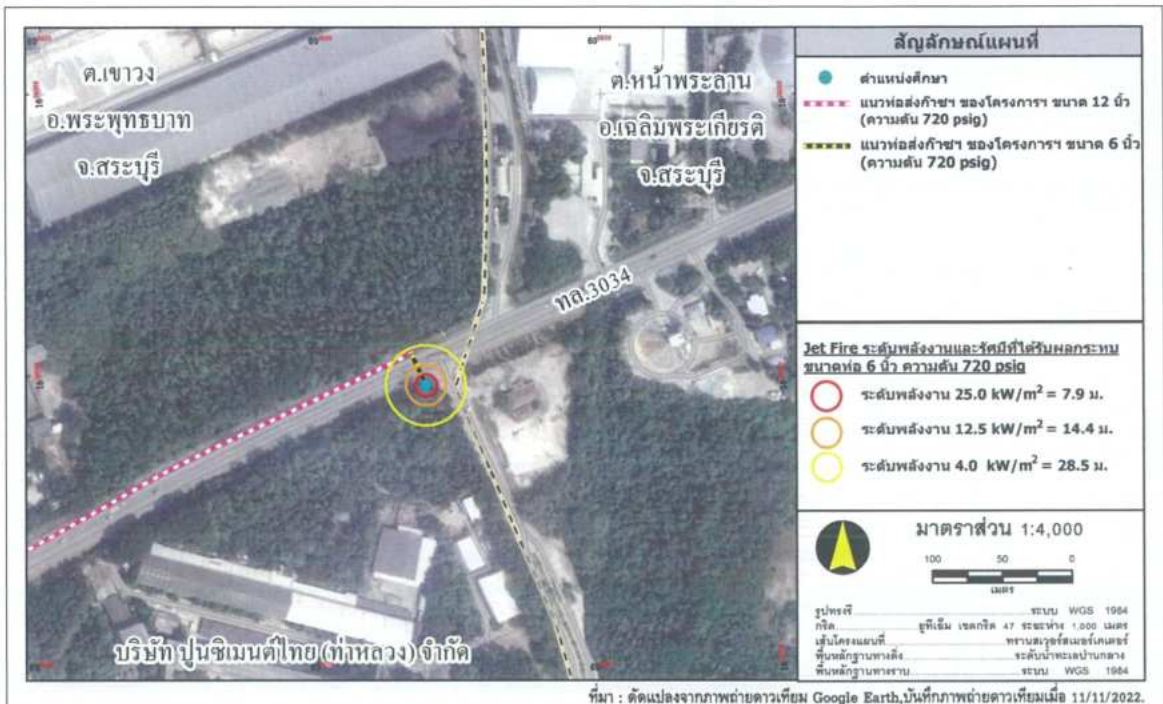 ต.เขาวง
อ.พระพุทธบาท
จ.สระบุรี
ต.หน้าพระลาน
อ.เฉลิมพระเกียรติ
จ.สระบุรี
ทล.3034
บริษัท ปูนซิเมนต์ไทย (ท่าหลวง) จำกัด
สัญลักษณ์แผนที่
ตำแหน่งศึกษา
แนวท่อส่งก๊าซฯ ของโครงการฯ ขนาด 12 นิ้ว
(ความดัน 720 psig)
แนวท่อส่งก๊าซฯ ของโครงการฯ ขนาด 6 นิ้ว
(ความดัน 720 psig)
Jet Fire ระดับพลังงานและรัศมีที่ได้รับผลกระทบ
ขนาดท่อ 6 นิ้ว ความดัน 720 psig
ระดับพลังงาน 25.0 kW/m² = 7.9 ม.
ระดับพลังงาน 12.5 kW/m² = 14.4 ม.
ระดับพลังงาน 4.0 kW/m² = 28.5 ม.
มาตราส่วน 1:4,000
100 50 0
เมตร
รูปทรงรี ระบบ WGS 1984
กริด ยูทีเอ็ม เขตกริด 47 ระยะห่าง 1,000 เมตร
เส้นโครงแผนที่ ทรานสเวอร์สเมอร์เคเตอร์
พื้นหลักฐานทางดิ่ง ระดับน้ำทะเลปานกลาง
พื้นหลักฐานทางราบ ระบบ WGS 1984
ที่มา : ดัดแปลงจากภาพถ่ายดาวเทียม Google Earth,บันทึกภาพถ่ายดาวเทียมเมื่อ 11/11/2022.